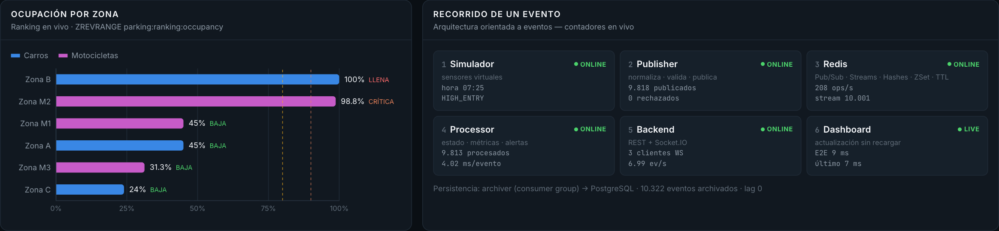 OCUPACIÓN POR ZONA
Ranking en vivo · ZREVRANGE parking:ranking:occupancy
Carros Motocicletas
Zona B 100% LLENA
Zona M2 98.8% CRÍTICA
Zona M1 45% BAJA
Zona A 45% BAJA
Zona M3 31.3% BAJA
Zona C 24% BAJA
0% 25% 50% 75% 100%
RECORRIDO DE UN EVENTO
Arquitectura orientada a eventos — contadores en vivo
1 Simulador ONLINE
sensores virtuales
hora 07:25
HIGH_ENTRY
2 Publisher ONLINE
normaliza · valida · publica
9.818 publicados
0 rechazados
3 Redis ONLINE
Pub/Sub · Streams · Hashes · ZSet · TTL
208 ops/s
stream 10.001
4 Processor ONLINE
estado · métricas · alertas
9.813 procesados
4.02 ms/evento
5 Backend ONLINE
REST + Socket.IO
3 clientes WS
6.99 ev/s
6 Dashboard LIVE
actualización sin recargar
E2E 9 ms
último 7 ms
Persistencia: archiver (consumer group) → PostgreSQL · 10.322 eventos archivados · lag 0